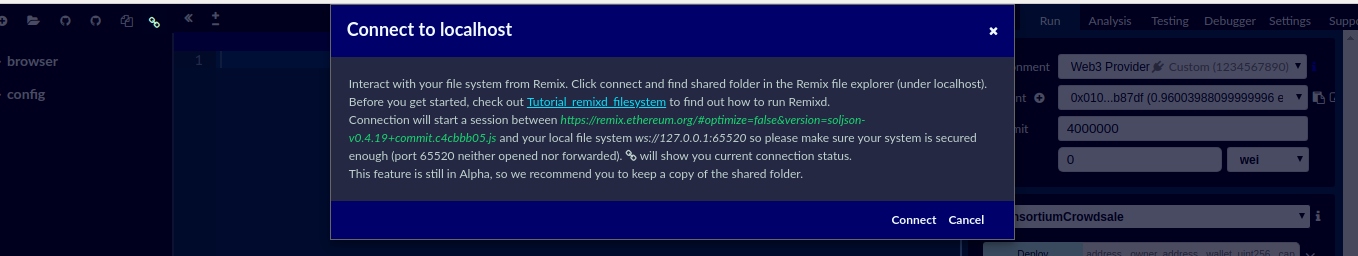 Run Analysis Testing Debugger Settings
Connect to localhost
Interact with your file system from Remix. Click connect and find shared folder in the Remix file explorer (under localhost).
Before you get started, check out Tutorial_remixd_filesystem to find out how to run Remixd.
Connection will start a session between https://remix.ethereum.org/#optimize=false&version=soljson-
v0.4.19+commit.c4cbbb05.js and your local file system ws://127.0.0.1:65520 so please make sure your system is secured
enough (port 65520 neither opened nor forwarded). will show you current connection status.
This feature is still in Alpha, so we recommend you to keep a copy of the shared folder.
Connect Cancel
browser
config
1
nment Web3 Provider Custom (1234567890)
nt 0x010...b87df (0.96003988099999996 e
mit 4000000
0 wei
nsortiumCrowdsale
Deploy